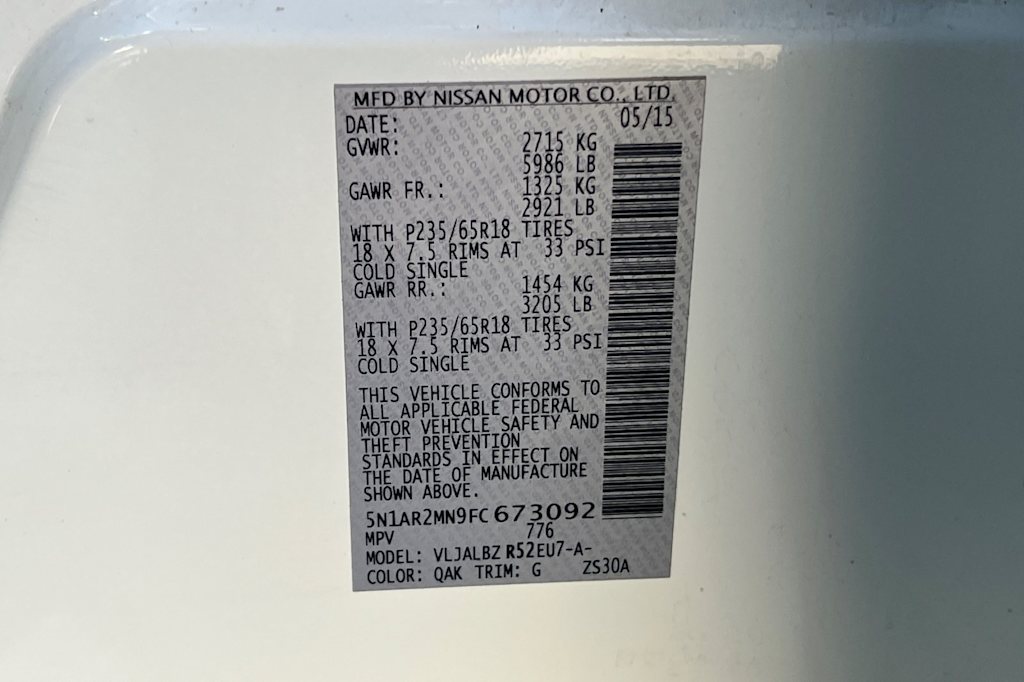 MFD BY NISSAN MOTOR CO., LTD.
DATE: 05/15
GVWR: 2715 KG
5986 LB
GAWR FR.: 1325 KG
2921 LB
WITH P235/65R18 TIRES
18 X 7.5 RIMS AT 33 PSI
COLD SINGLE
GAWR RR.: 1454 KG
3205 LB
WITH P235/65R18 TIRES
18 X 7.5 RIMS AT 33 PSI
COLD SINGLE
THIS VEHICLE CONFORMS TO
ALL APPLICABLE FEDERAL
MOTOR VEHICLE SAFETY AND
THEFT PREVENTION
STANDARDS IN EFFECT ON
THE DATE OF MANUFACTURE
SHOWN ABOVE.
5N1AR2MN9FC673092
MPV 776
MODEL: VLJALBZ R52EU7-A-
COLOR: QAK TRIM: G ZS30A